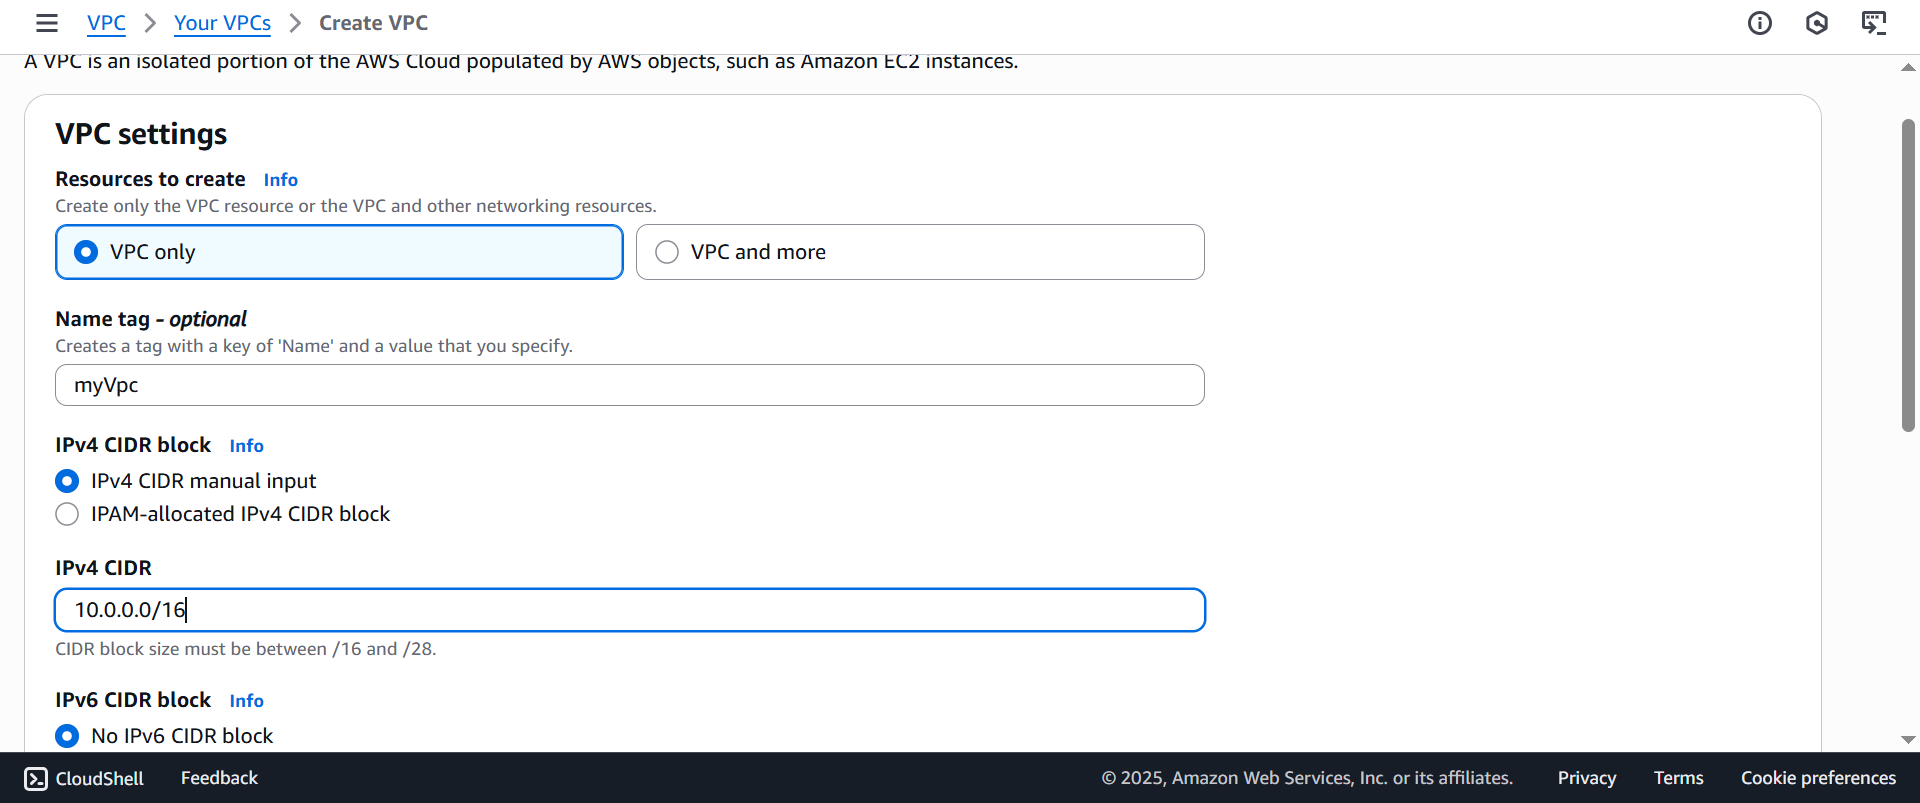 VPC > Your VPCs > Create VPC
A VPC is an isolated portion of the AWS Cloud populated by AWS objects, such as Amazon EC2 instances.
VPC settings
Resources to create Info
Create only the VPC resource or the VPC and other networking resources.
VPC only VPC and more
Name tag - optional
Creates a tag with a key of 'Name' and a value that you specify.
myVpc
IPv4 CIDR block Info
IPv4 CIDR manual input
IPAM-allocated IPv4 CIDR block
IPv4 CIDR
10.0.0.0/16
CIDR block size must be between /16 and /28.
IPv6 CIDR block Info
No IPv6 CIDR block
CloudShell Feedback © 2025, Amazon Web Services, Inc. or its affiliates. Privacy Terms Cookie preferences